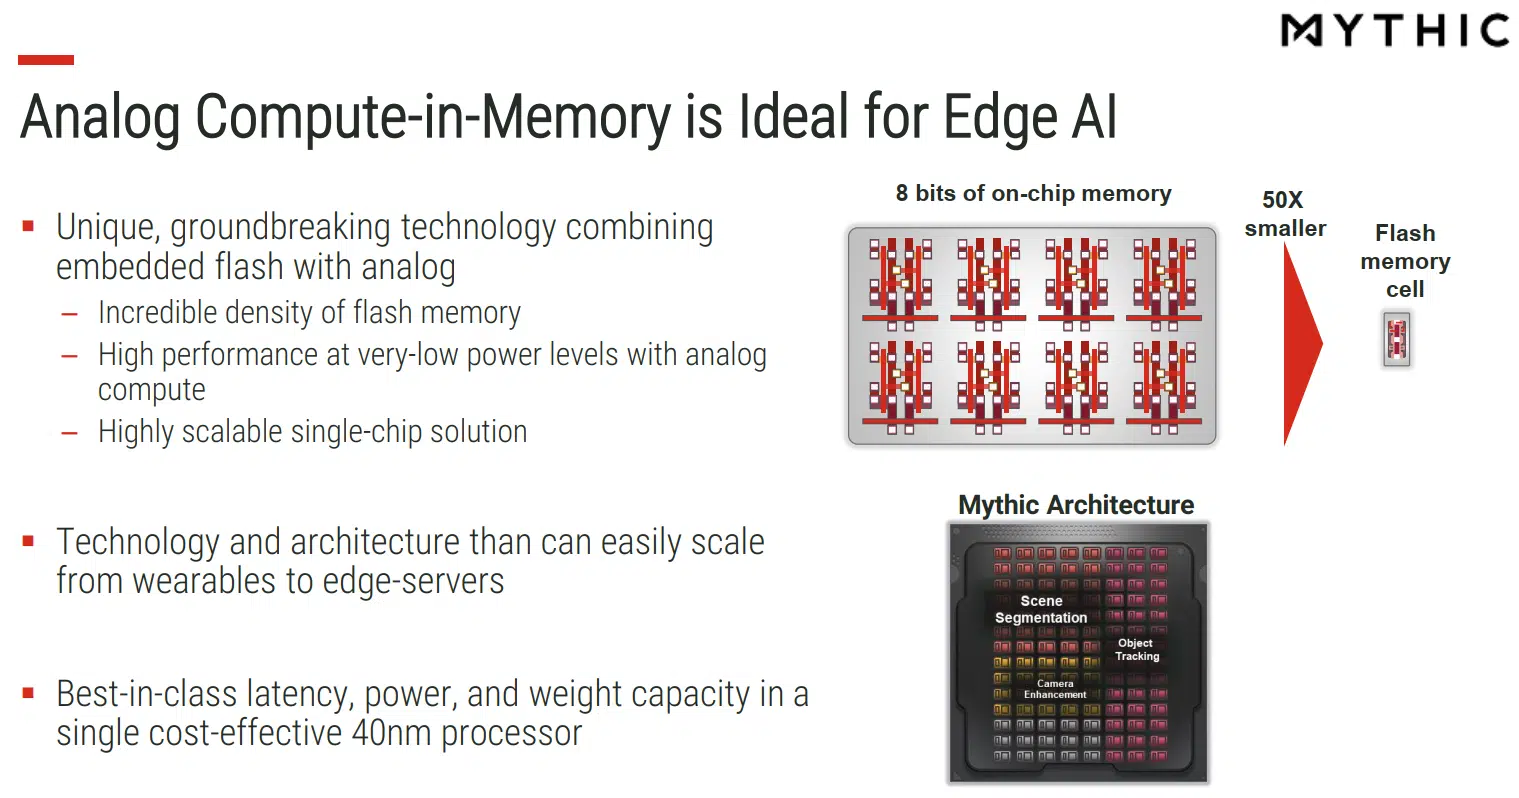 MYTHIC
Analog Compute-in-Memory is Ideal for Edge AI
▪ Unique, groundbreaking technology combining
embedded flash with analog
– Incredible density of flash memory
– High performance at very-low power levels with analog
compute
– Highly scalable single-chip solution
▪ Technology and architecture than can easily scale
from wearables to edge-servers
▪ Best-in-class latency, power, and weight capacity in a
single cost-effective 40nm processor
8 bits of on-chip memory
50X
smaller
Flash
memory
cell
Mythic Architecture
Scene
Segmentation
Object
Tracking
Camera
Enhancement